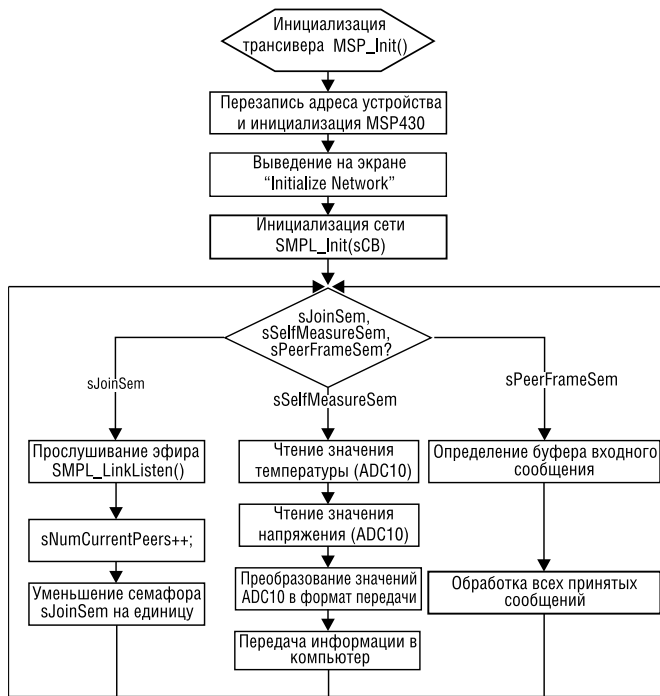 Инициализация
трансивера MSP_Init()
Перезапись адреса устройства
и инициализация MSP430
Выведение на экране
“Initialize Network”
Инициализация сети
SMPL_Init(sCB)
sJoinSem,
sSelfMeasureSem,
sPeerFrameSem?
sJoinSem
sSelfMeasureSem
sPeerFrameSem
Прослушивание эфира
SMPL_LinkListen()
sNumCurrentPeers++;
Уменьшение семафора
sJoinSem на единицу
Чтение значения
температуры (ADC10)
Чтение значения
напряжения (ADC10)
Преобразование значений
ADC10 в формат передачи
Передача информации в
компьютер
Определение буфера входного
сообщения
Обработка всех принятых
сообщений